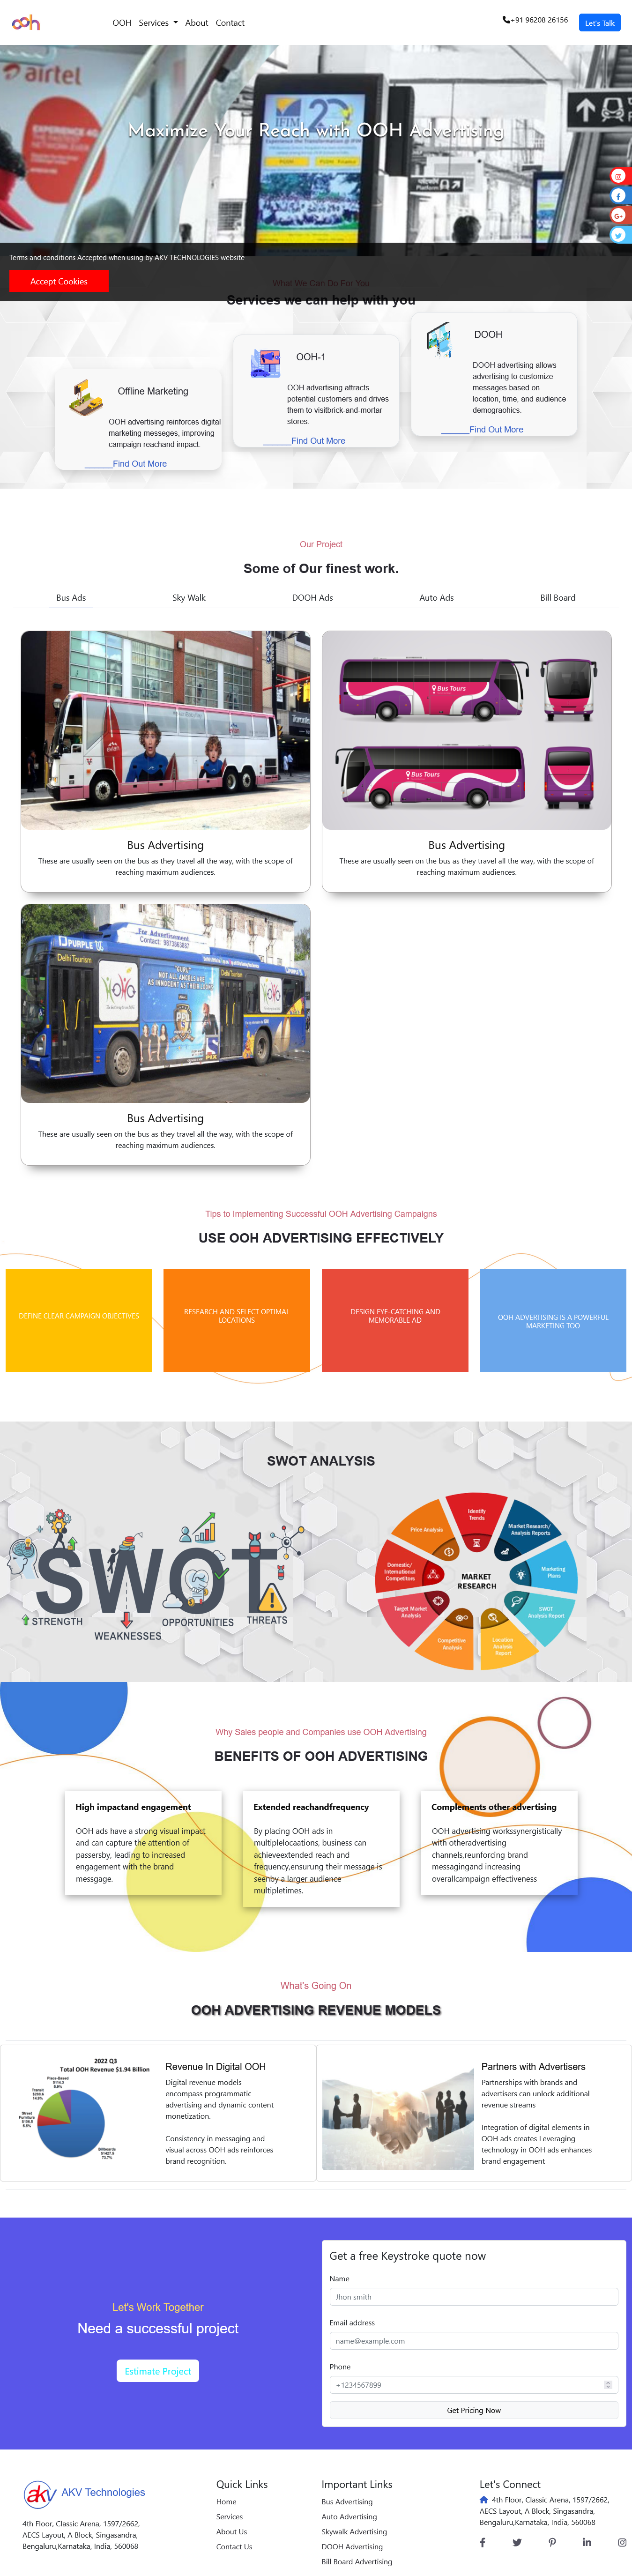 ooh
OOH Services About Contact
+91 96208 26156
Let's Talk
Maximize Your Reach with OOH Advertising
IFIM
EXPERIENCE
airtel
Terms and conditions Accepted when using by AKV TECHNOLOGIES website
Accept Cookies
What We Can Do For You
Services we can help with you
Offline Marketing
OOH advertising reinforces digital
marketing messeges, improving
campaign reachand impact.
______Find Out More
OOH-1
OOH advertising attracts
potential customers and drives
them to visitbrick-and-mortar
stores.
______Find Out More
DOOH
DOOH advertising allows
advertising to customize
messages based on
location, time, and audience
demograohics.
______Find Out More
Our Project
Some of Our finest work.
Bus Ads
Sky Walk
DOOH Ads
Auto Ads
Bill Board
evian
Bus Advertising
These are usually seen on the bus as they travel all the way, with the scope of
reaching maximum audiences.
Bus Tours
Bus Tours
Bus Advertising
These are usually seen on the bus as they travel all the way, with the scope of
reaching maximum audiences.
PURPLE
For Advertisement
Delhi Tourism
Delhi Tourism
HOHO
Bus Advertising
These are usually seen on the bus as they travel all the way, with the scope of
reaching maximum audiences.
Tips to Implementing Successful OOH Advertising Campaigns
USE OOH ADVERTISING EFFECTIVELY
DEFINE CLEAR CAMPAIGN OBJECTIVES
RESEARCH AND SELECT OPTIMAL
LOCATIONS
DESIGN EYE-CATCHING AND
MEMORABLE AD
OOH ADVERTISING IS A POWERFUL
MARKETING TOO
SWOT ANALYSIS
SWOT
STRENGTH
WEAKNESSES
OPPORTUNITIES
THREATS
MARKET
RESEARCH
Identify
Trends
Market Research/
Analysis Reports
Marketing
Plans
SWOT
Analysis Report
Location
Analysis
Report
Competitive
Analysis
Target Market
Analysis
Domestic/
International
Competitors
Price Analysis
Why Sales people and Companies use OOH Advertising
BENEFITS OF OOH ADVERTISING
High impactand engagement
OOH ads have a strong visual impact
and can capture the attention of
passersby, leading to increased
engagement with the brand
messgage.
Extended reachandfrequency
By placing OOH ads in
multiplelocaations, business can
achieveextended reach and
frequency,ensurung their message is
seenby a larger audience
multipletimes.
Complements other advertising
OOH advertising workssynergistically
with otheradvertising
channels,reunforcing brand
messagingand increasing
overallcampaign effectiveness
What's Going On
OOH ADVERTISING REVENUE MODELS
2022 Q3
Total OOH Revenue $1.94 Billion
Revenue In Digital OOH
Digital revenue models
encompass programmatic
advertising and dynamic content
monetization.
Consistency in messaging and
visual across OOH ads reinforces
brand recognition.
Partners with Advertisers
Partnerships with brands and
advertisers can unlock additional
revenue streams
Integration of digital elements in
OOH ads creates Leveraging
technology in OOH ads enhances
brand engagement
Let's Work Together
Need a successful project
Estimate Project
Get a free Keystroke quote now
Name
Jhon smith
Email address
name@example.com
Phone
+1234567899
Get Pricing Now
akv AKV Technologies
4th Floor, Classic Arena, 1597/2662,
AECS Layout, A Block, Singasandra,
Bengaluru,Karnataka, India, 560068
Quick Links
Home
Services
About Us
Contact Us
Important Links
Bus Advertising
Auto Advertising
Skywalk Advertising
DOOH Advertising
Bill Board Advertising
Let's Connect
4th Floor, Classic Arena, 1597/2662,
AECS Layout, A Block, Singasandra,
Bengaluru,Karnataka, India, 560068